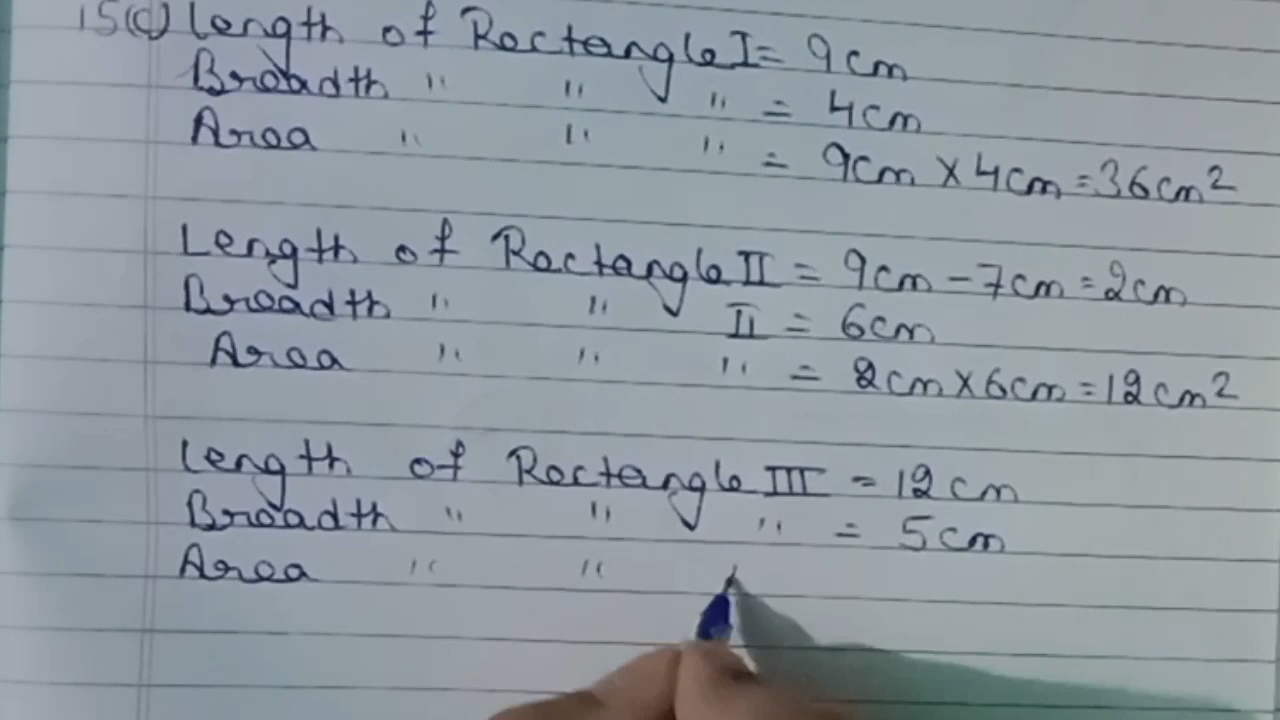 15(c) Length of Rectangle I = 9cm
Breadth " " " = 4cm
Area " " " = 9cm × 4cm = 36cm²
Length of Rectangle II = 9cm - 7cm = 2cm
Breadth " " II = 6cm
Area " " " = 2cm × 6cm = 12cm²
Length of Rectangle III = 12cm
Breadth " " " = 5cm
Area " "